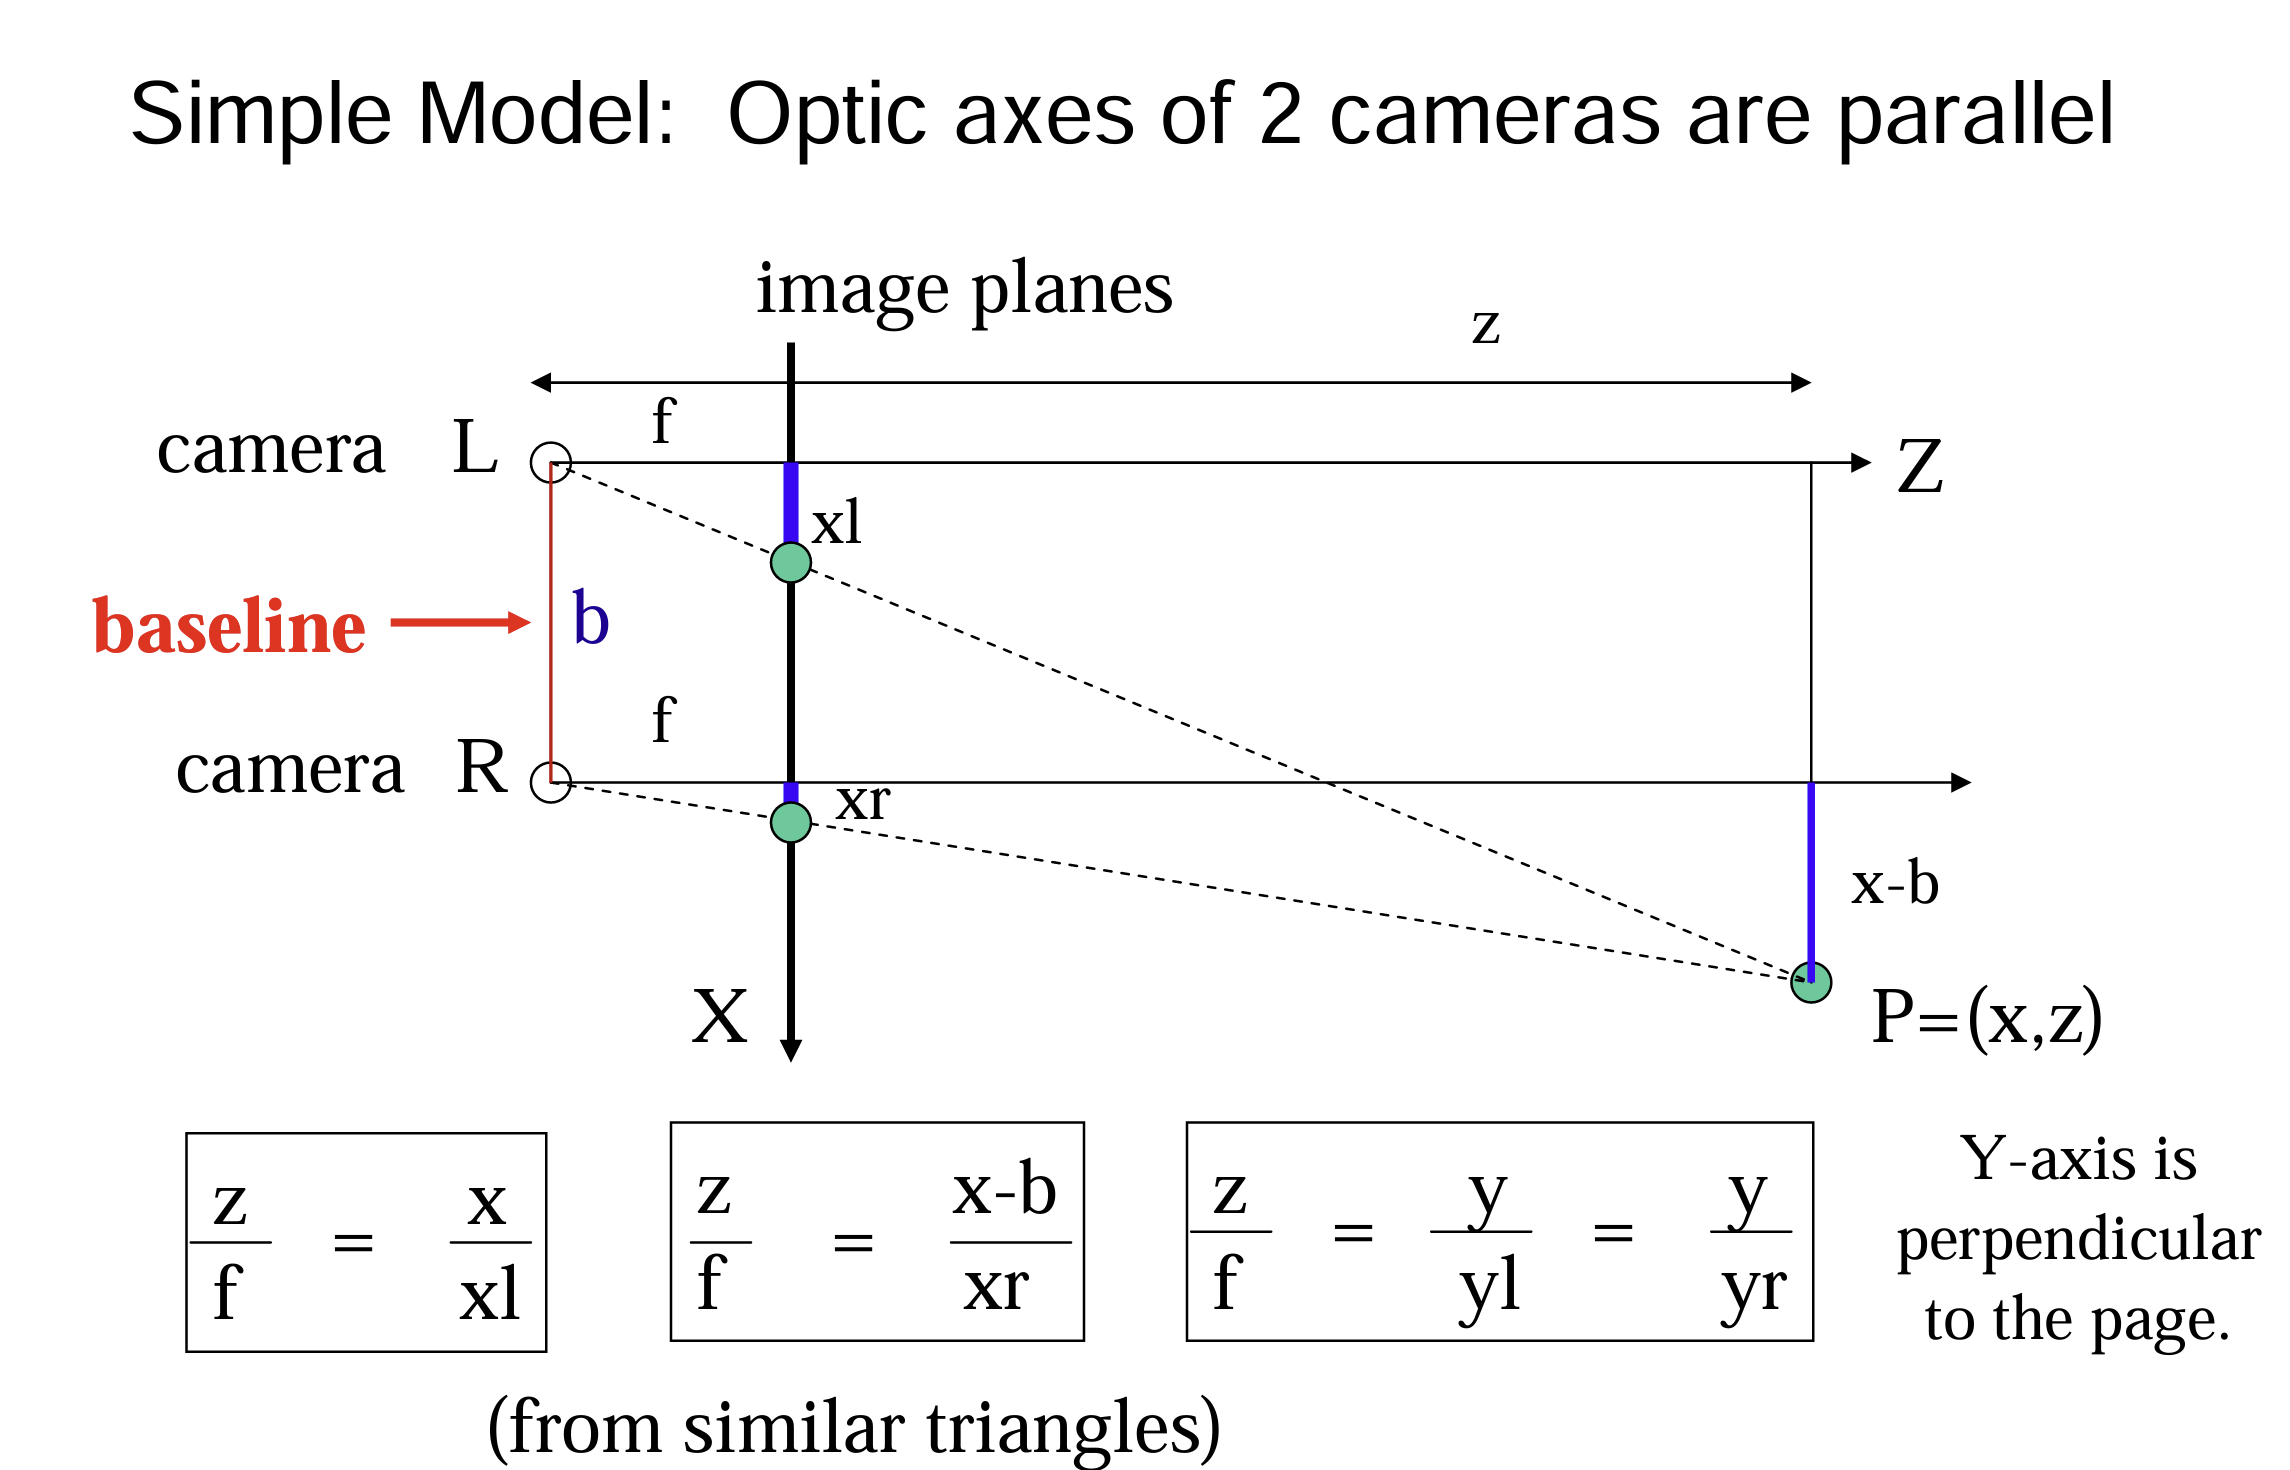 Simple Model:  Optic axes of 2 cameras are parallel
image planes
z
f
camera L
Z
xl
baseline
b
f
camera R
xr
x-b
X
P=(x,z)
z = x
f xl
z = x-b
f xr
z = y = y
f yl yr
Y-axis is
perpendicular
to the page.
(from similar triangles)